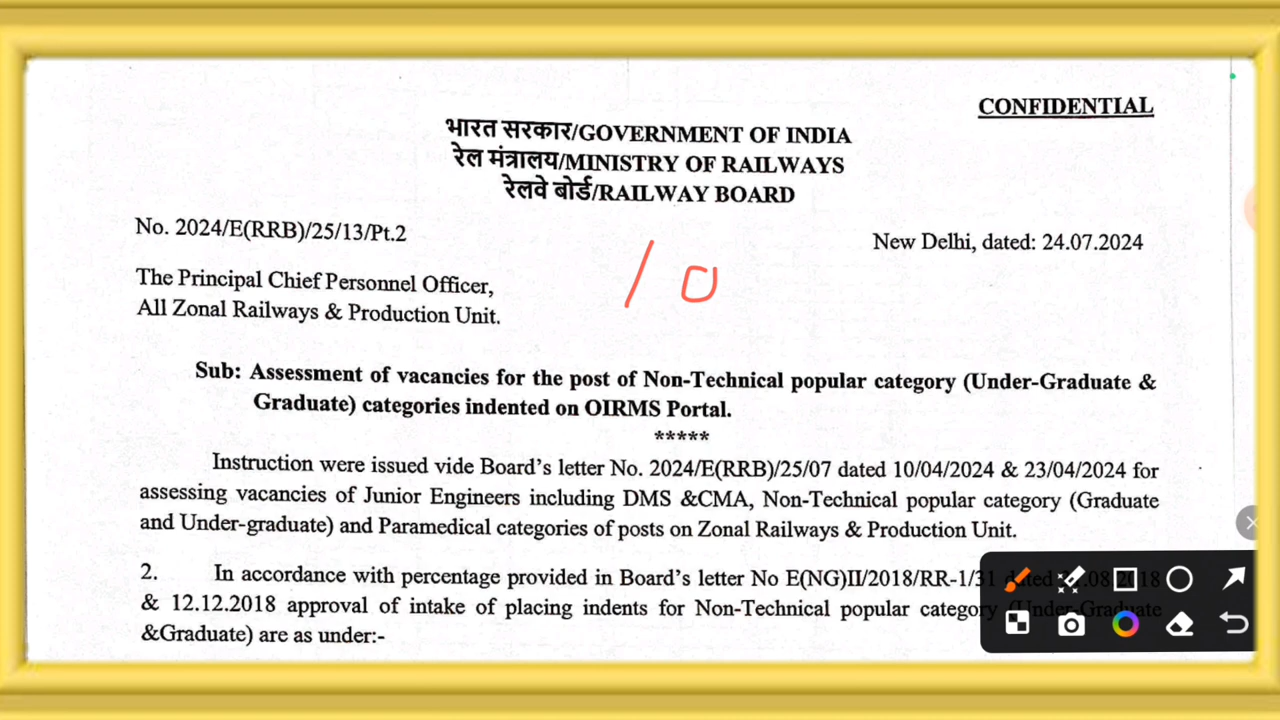 CONFIDENTIAL
भारत सरकार/GOVERNMENT OF INDIA
रेल मंत्रालय/MINISTRY OF RAILWAYS
रेलवे बोर्ड/RAILWAY BOARD
No. 2024/E(RRB)/25/13/Pt.2
New Delhi, dated: 24.07.2024
The Principal Chief Personnel Officer,
All Zonal Railways & Production Unit.
Sub: Assessment of vacancies for the post of Non-Technical popular category (Under-Graduate &
Graduate) categories indented on OIRMS Portal.
*****
Instruction were issued vide Board's letter No. 2024/E(RRB)/25/07 dated 10/04/2024 & 23/04/2024 for
assessing vacancies of Junior Engineers including DMS &CMA, Non-Technical popular category (Graduate
and Under-graduate) and Paramedical categories of posts on Zonal Railways & Production Unit.
2. In accordance with percentage provided in Board's letter No E(NG)II/2018/RR-1/31 dated
& 12.12.2018 approval of intake of placing indents for Non-Technical popular category (Under-Graduate
&Graduate) are as under:-